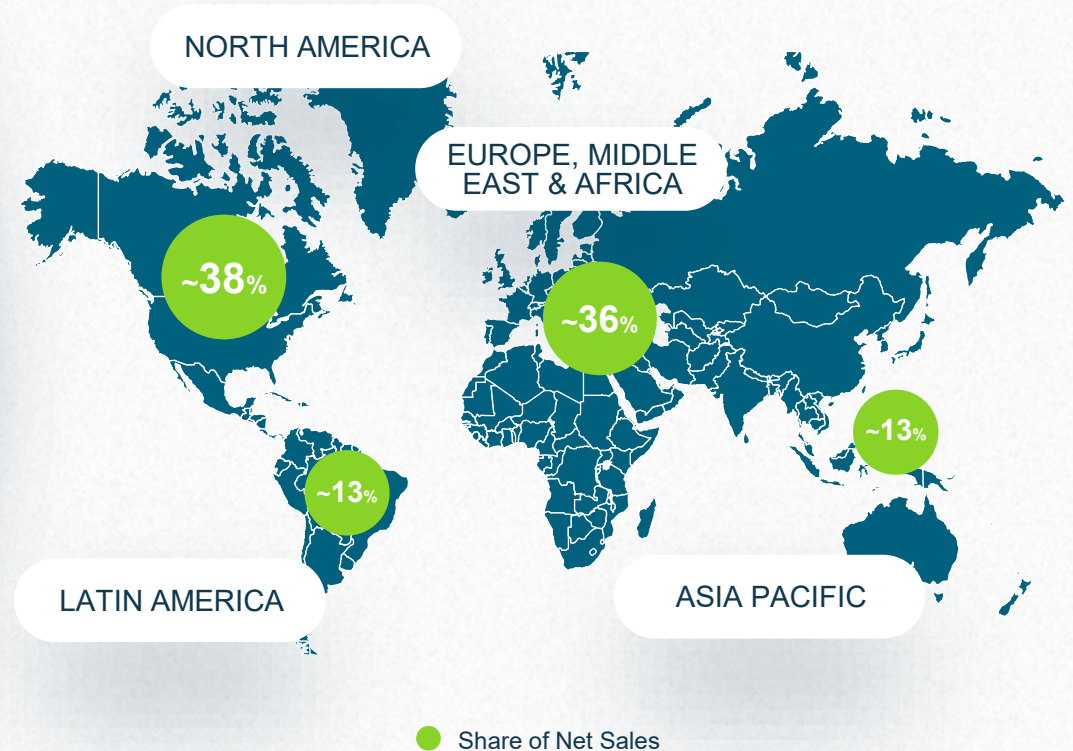 NORTH AMERICA
EUROPE, MIDDLE
EAST & AFRICA
~38%
~36%
~13%
~13%
LATIN AMERICA
ASIA PACIFIC
Share of Net Sales